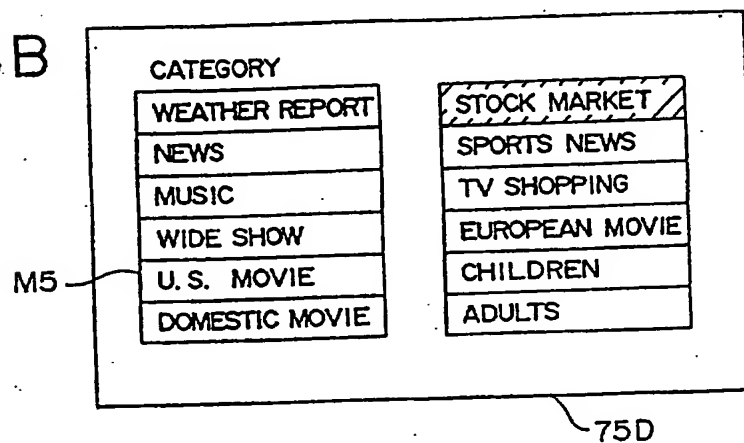 B
CATEGORY
WEATHER REPORT
NEWS
MUSIC
WIDE SHOW
U.S. MOVIE
DOMESTIC MOVIE
STOCK MARKET
SPORTS NEWS
TV SHOPPING
EUROPEAN MOVIE
CHILDREN
ADULTS
M5
75D